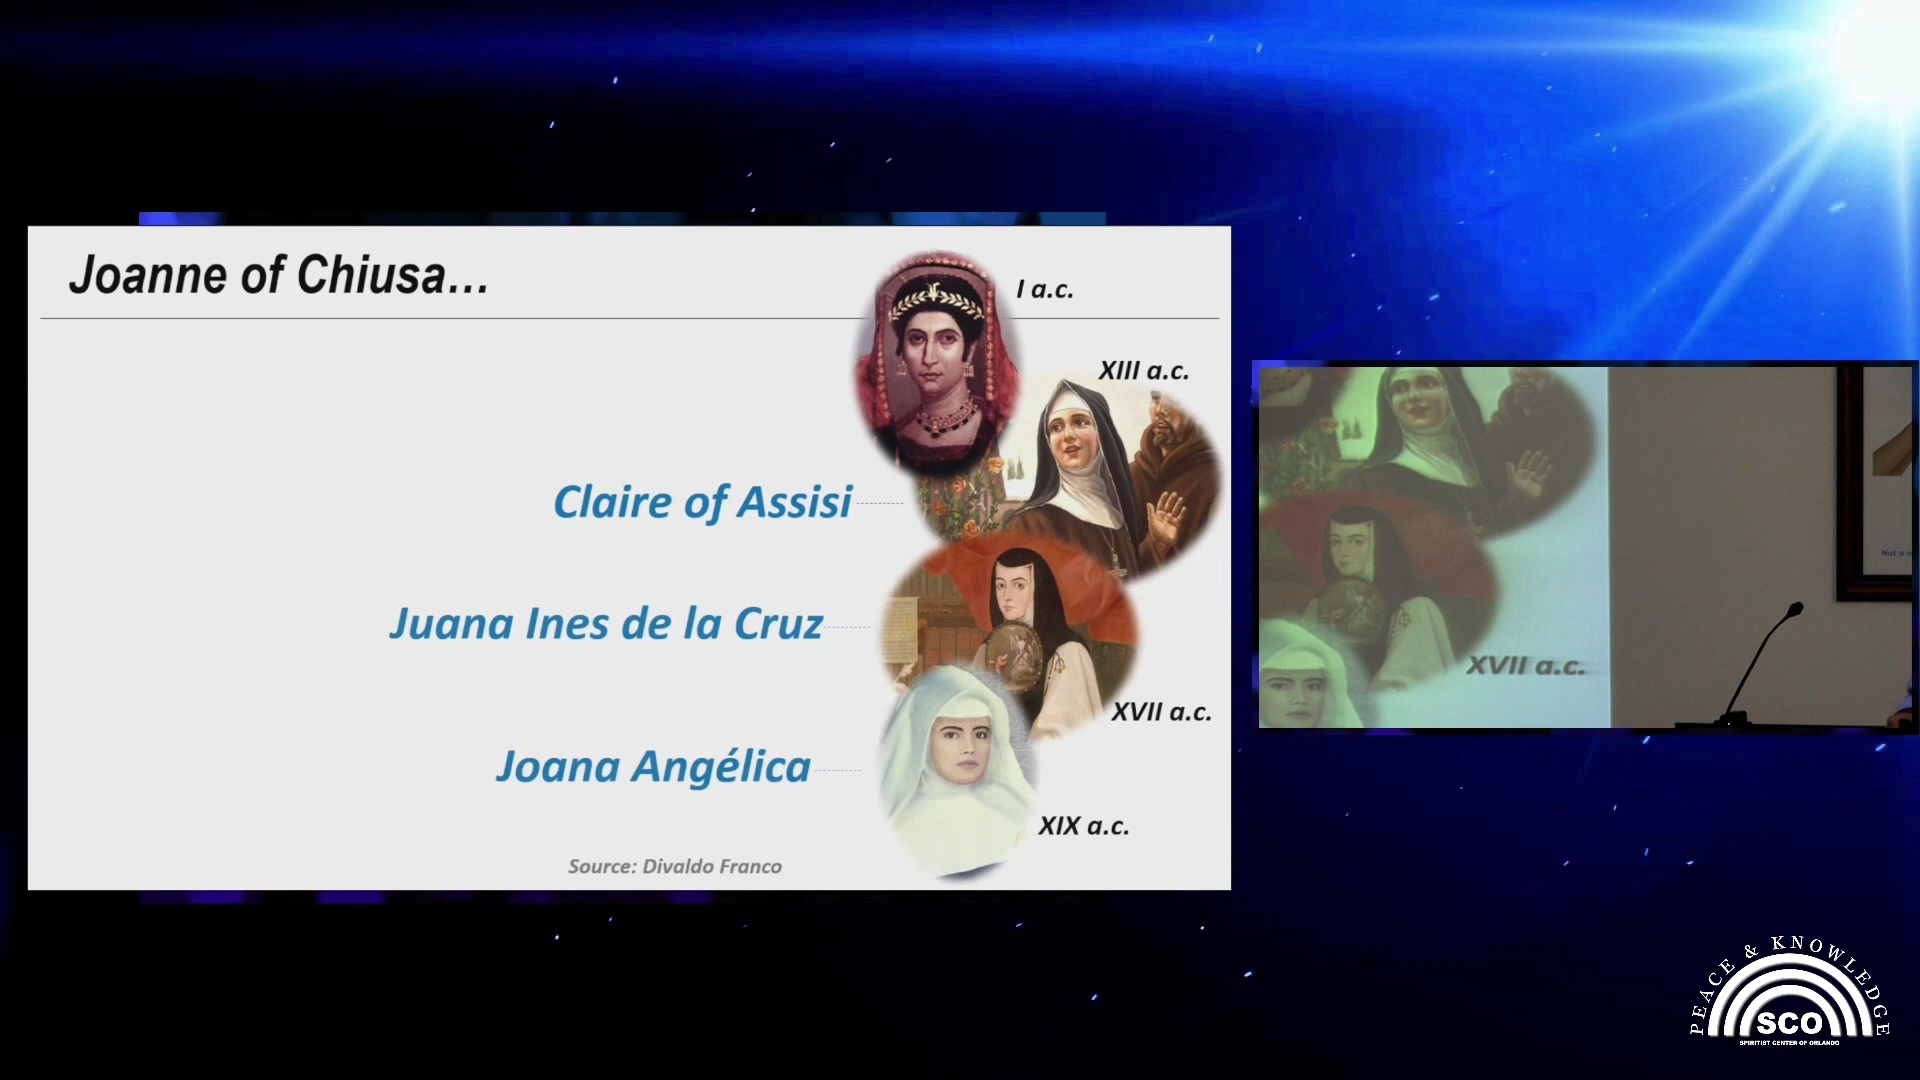 Joanne of Chiusa...
I a.c.
XIII a.c.
Claire of Assisi
Juana Ines de la Cruz
XVII a.c.
Joana Angélica
XIX a.c.
Source: Divaldo Franco
XVII a.c.
Not a
PEACE & KNOWLEDGE
SCO
SPIRITIST CENTER OF ORLANDO